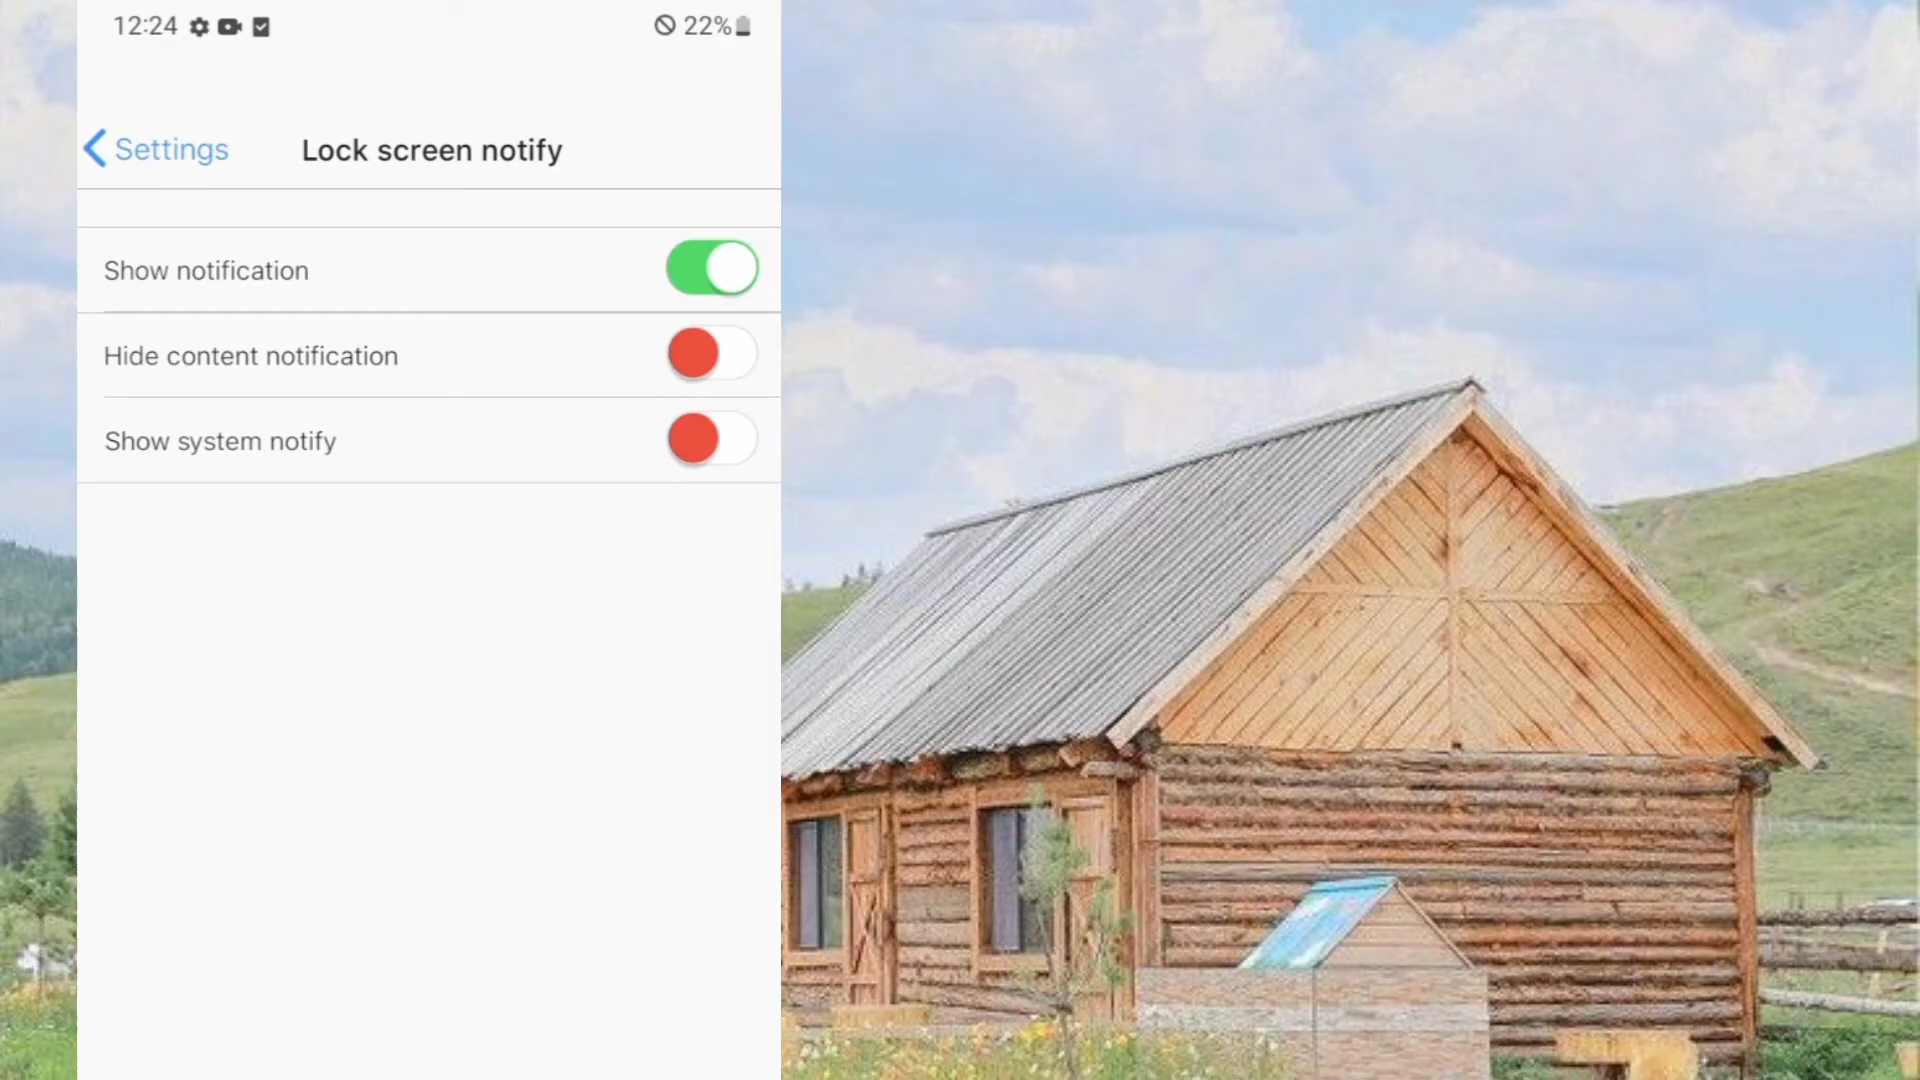 12:24 22%
Settings Lock screen notify
Show notification
Hide content notification
Show system notify